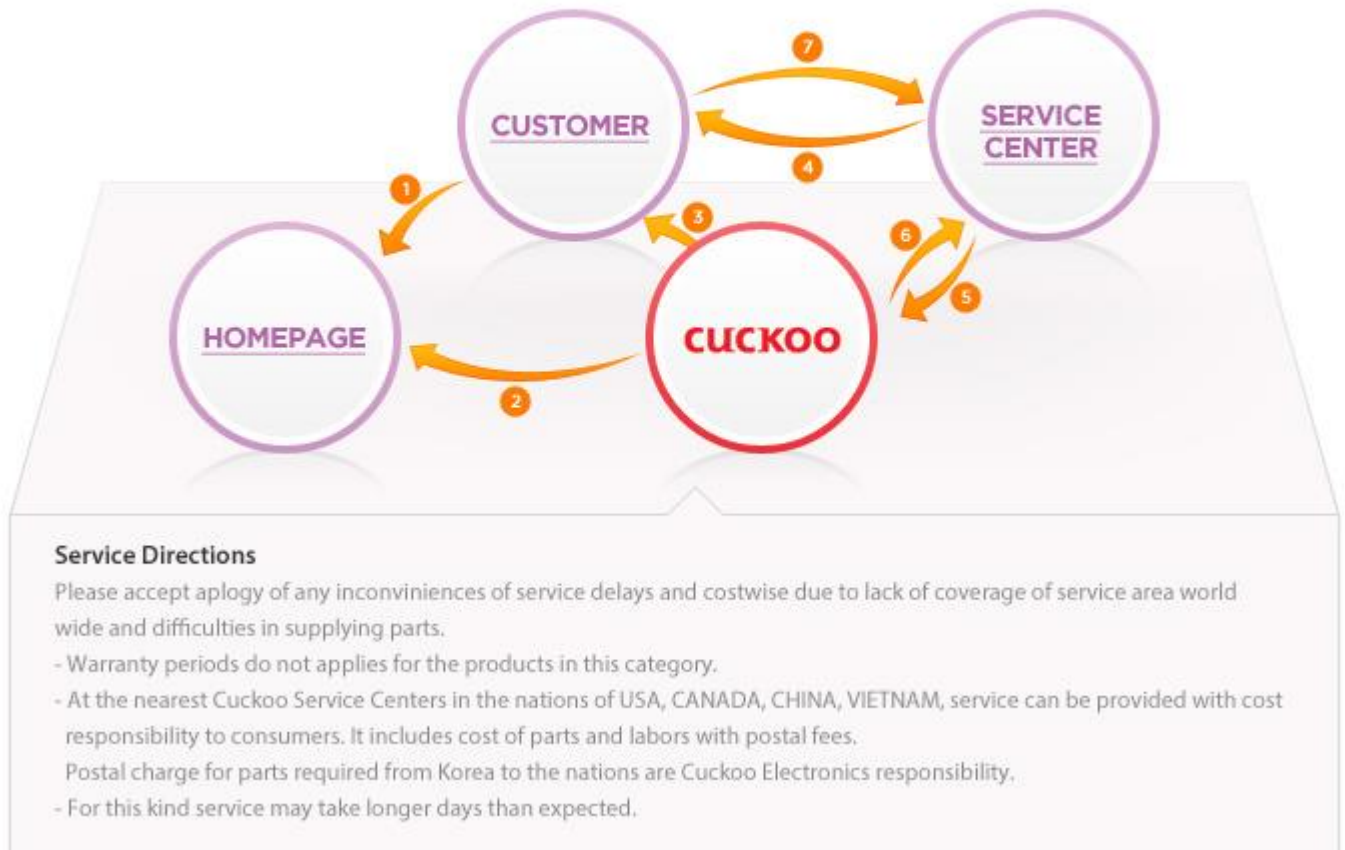 7
CUSTOMER
SERVICE
CENTER
4
1
3
6
5
HOMEPAGE
CUCKOO
2
Service Directions
Please accept aplogy of any inconviniences of service delays and costwise due to lack of coverage of service area world
wide and difficulties in supplying parts.
- Warranty periods do not applies for the products in this category.
- At the nearest Cuckoo Service Centers in the nations of USA, CANADA, CHINA, VIETNAM, service can be provided with cost
responsibility to consumers. It includes cost of parts and labors with postal fees.
Postal charge for parts required from Korea to the nations are Cuckoo Electronics responsibility.
- For this kind service may take longer days than expected.